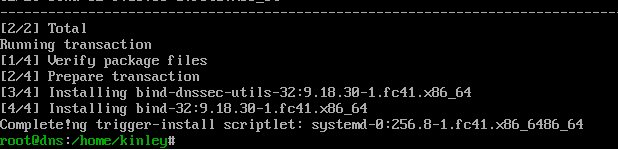 [2/2] Total
Running transaction
[1/4] Verify package files
[2/4] Prepare transaction
[3/4] Installing bind-dnssec-utils-32:9.18.30-1.fc41.x86_64
[4/4] Installing bind-32:9.18.30-1.fc41.x86_64
Complete!ng trigger-install scriptlet: systemd-0:256.8-1.fc41.x86_6486_64
root@dns:/home/kinley#